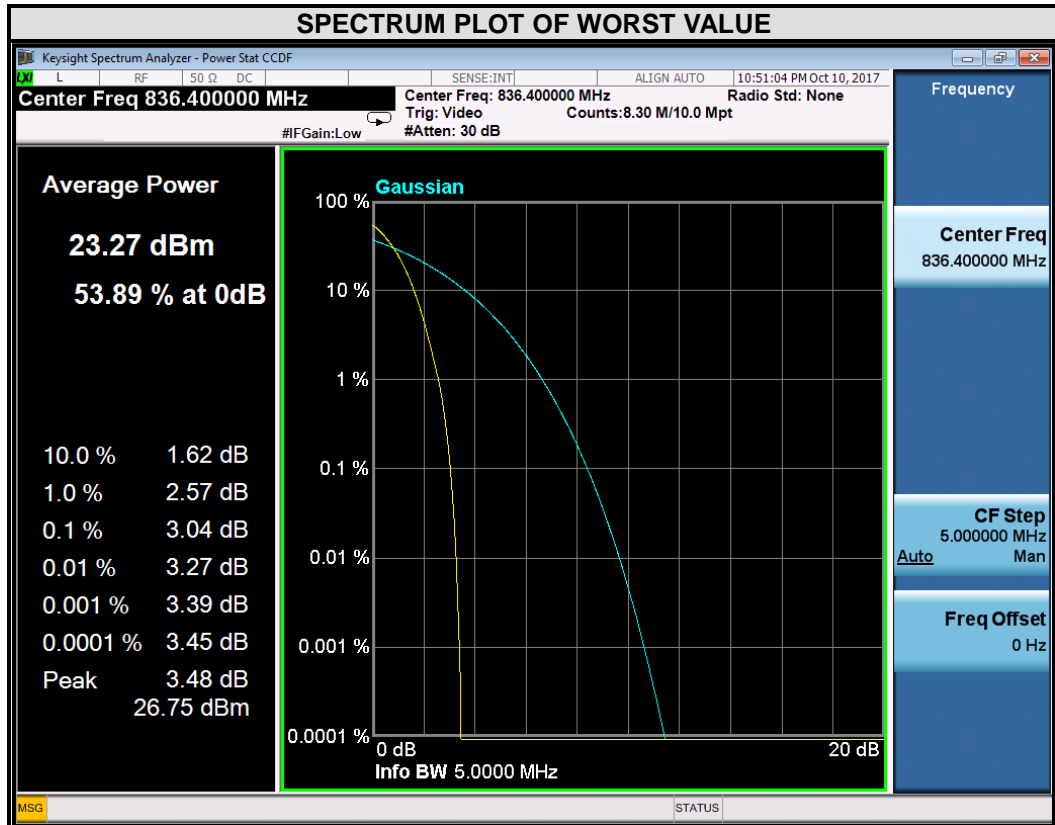 SPECTRUM PLOT OF WORST VALUE
Keysight Spectrum Analyzer - Power Stat CCDF
LXI L RF 50 Ω DC SENSE:INT ALIGN AUTO 10:51:04 PM Oct 10, 2017
Center Freq 836.400000 MHz
Center Freq: 836.400000 MHz Radio Std: None
Trig: Video Counts:8.30 M/10.0 Mpt
#IFGain:Low #Atten: 30 dB
Average Power
23.27 dBm
53.89 % at 0dB
10.0 % 1.62 dB
1.0 % 2.57 dB
0.1 % 3.04 dB
0.01 % 3.27 dB
0.001 % 3.39 dB
0.0001 % 3.45 dB
Peak 3.48 dB
26.75 dBm
Gaussian
100 %
10 %
1 %
0.1 %
0.01 %
0.001 %
0.0001 %
0 dB 20 dB
Info BW 5.0000 MHz
Frequency
Center Freq
836.400000 MHz
CF Step
5.000000 MHz
Auto Man
Freq Offset
0 Hz
MSG STATUS